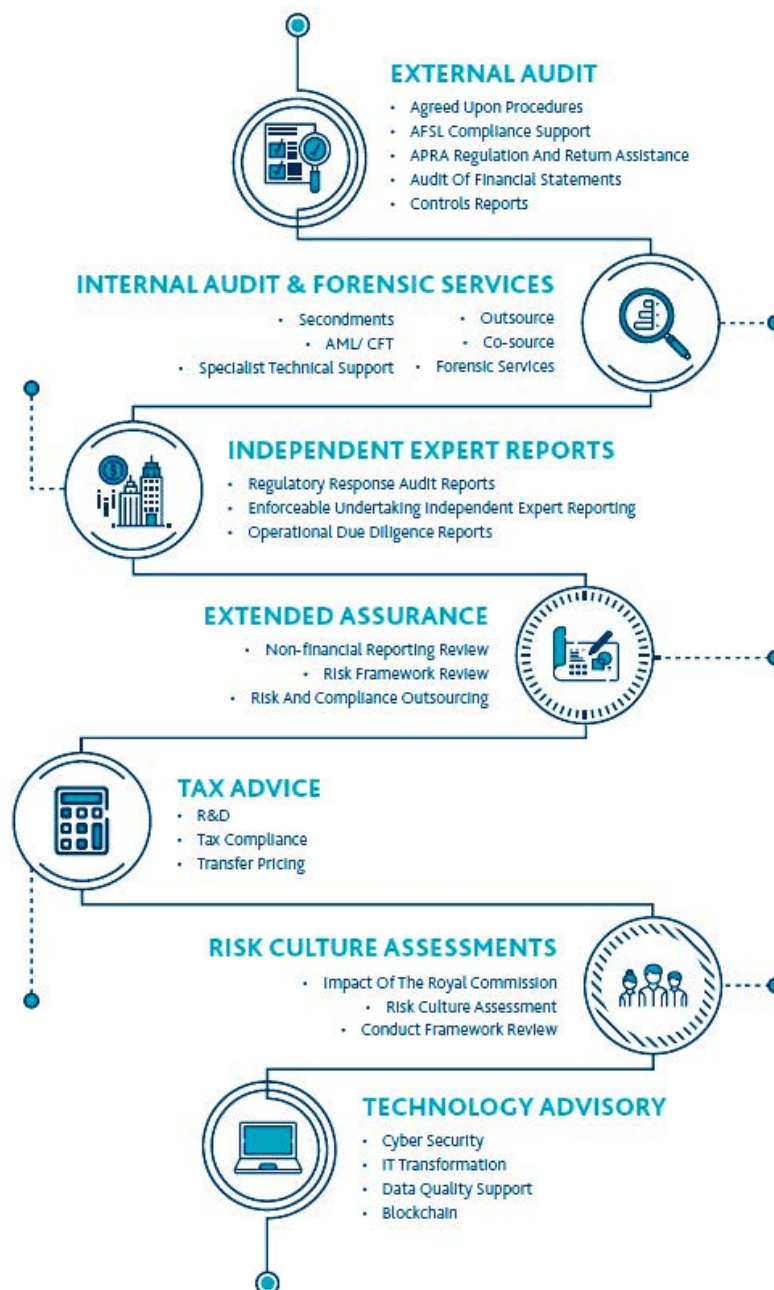 EXTERNAL AUDIT
• Agreed Upon Procedures
• AFSL Compliance Support
• APRA Regulation And Return Assistance
• Audit Of Financial Statements
• Controls Reports
INTERNAL AUDIT & FORENSIC SERVICES
• Secondments
• AML/ CFT
• Specialist Technical Support
• Outsource
• Co-source
• Forensic Services
INDEPENDENT EXPERT REPORTS
• Regulatory Response Audit Reports
• Enforceable Undertaking Independent Expert Reporting
• Operational Due Diligence Reports
EXTENDED ASSURANCE
• Non-financial Reporting Review
• Risk Framework Review
• Risk And Compliance Outsourcing
TAX ADVICE
• R&D
• Tax Compliance
• Transfer Pricing
RISK CULTURE ASSESSMENTS
• Impact Of The Royal Commission
• Risk Culture Assessment
• Conduct Framework Review
TECHNOLOGY ADVISORY
• Cyber Security
• IT Transformation
• Data Quality Support
• Blockchain